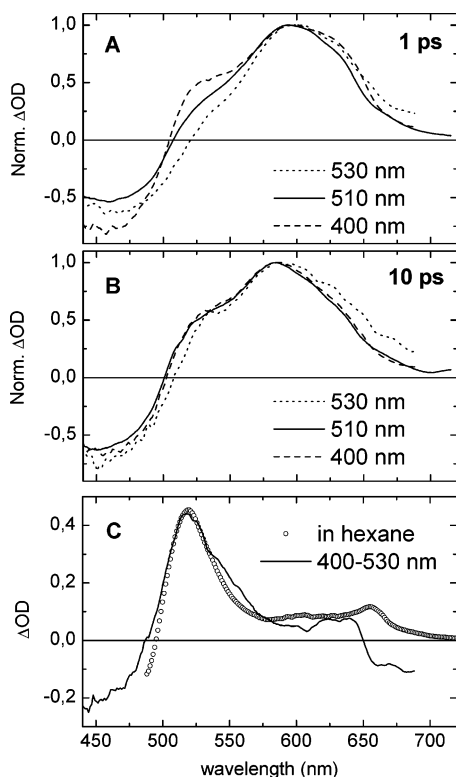 1,0
A
1 ps
0,5
Norm. ΔOD
0,0
530 nm
510 nm
-0,5
400 nm
1,0
B
10 ps
0,5
Norm. ΔOD
0,0
530 nm
510 nm
-0,5
400 nm
C
in hexane
0,4
400-530 nm
0,2
ΔOD
0,0
-0,2
450 500 550 600 650 700
wavelength (nm)